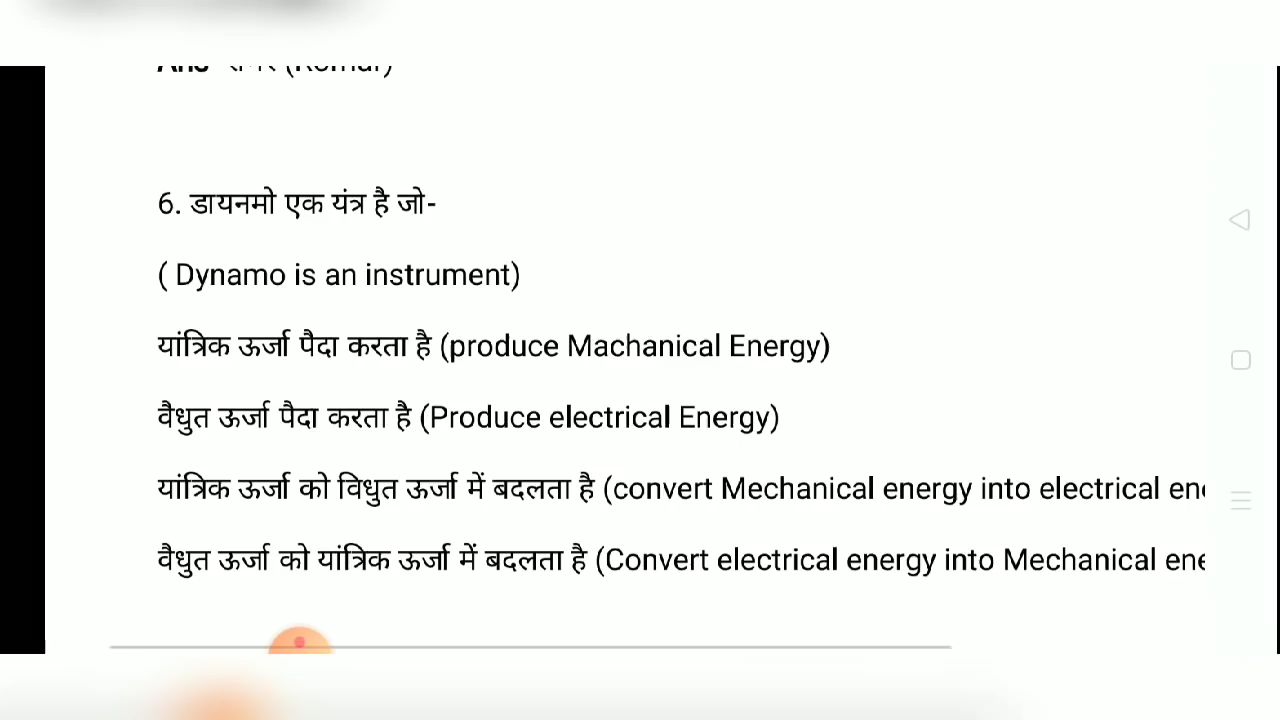 6. डायनमो एक यंत्र है जो-
( Dynamo is an instrument)
यांत्रिक ऊर्जा पैदा करता है (produce Machanical Energy)
वैधुत ऊर्जा पैदा करता है (Produce electrical Energy)
यांत्रिक ऊर्जा को विधुत ऊर्जा में बदलता है (convert Mechanical energy into electrical
वैधुत ऊर्जा को यांत्रिक ऊर्जा में बदलता है (Convert electrical energy into Mechanical